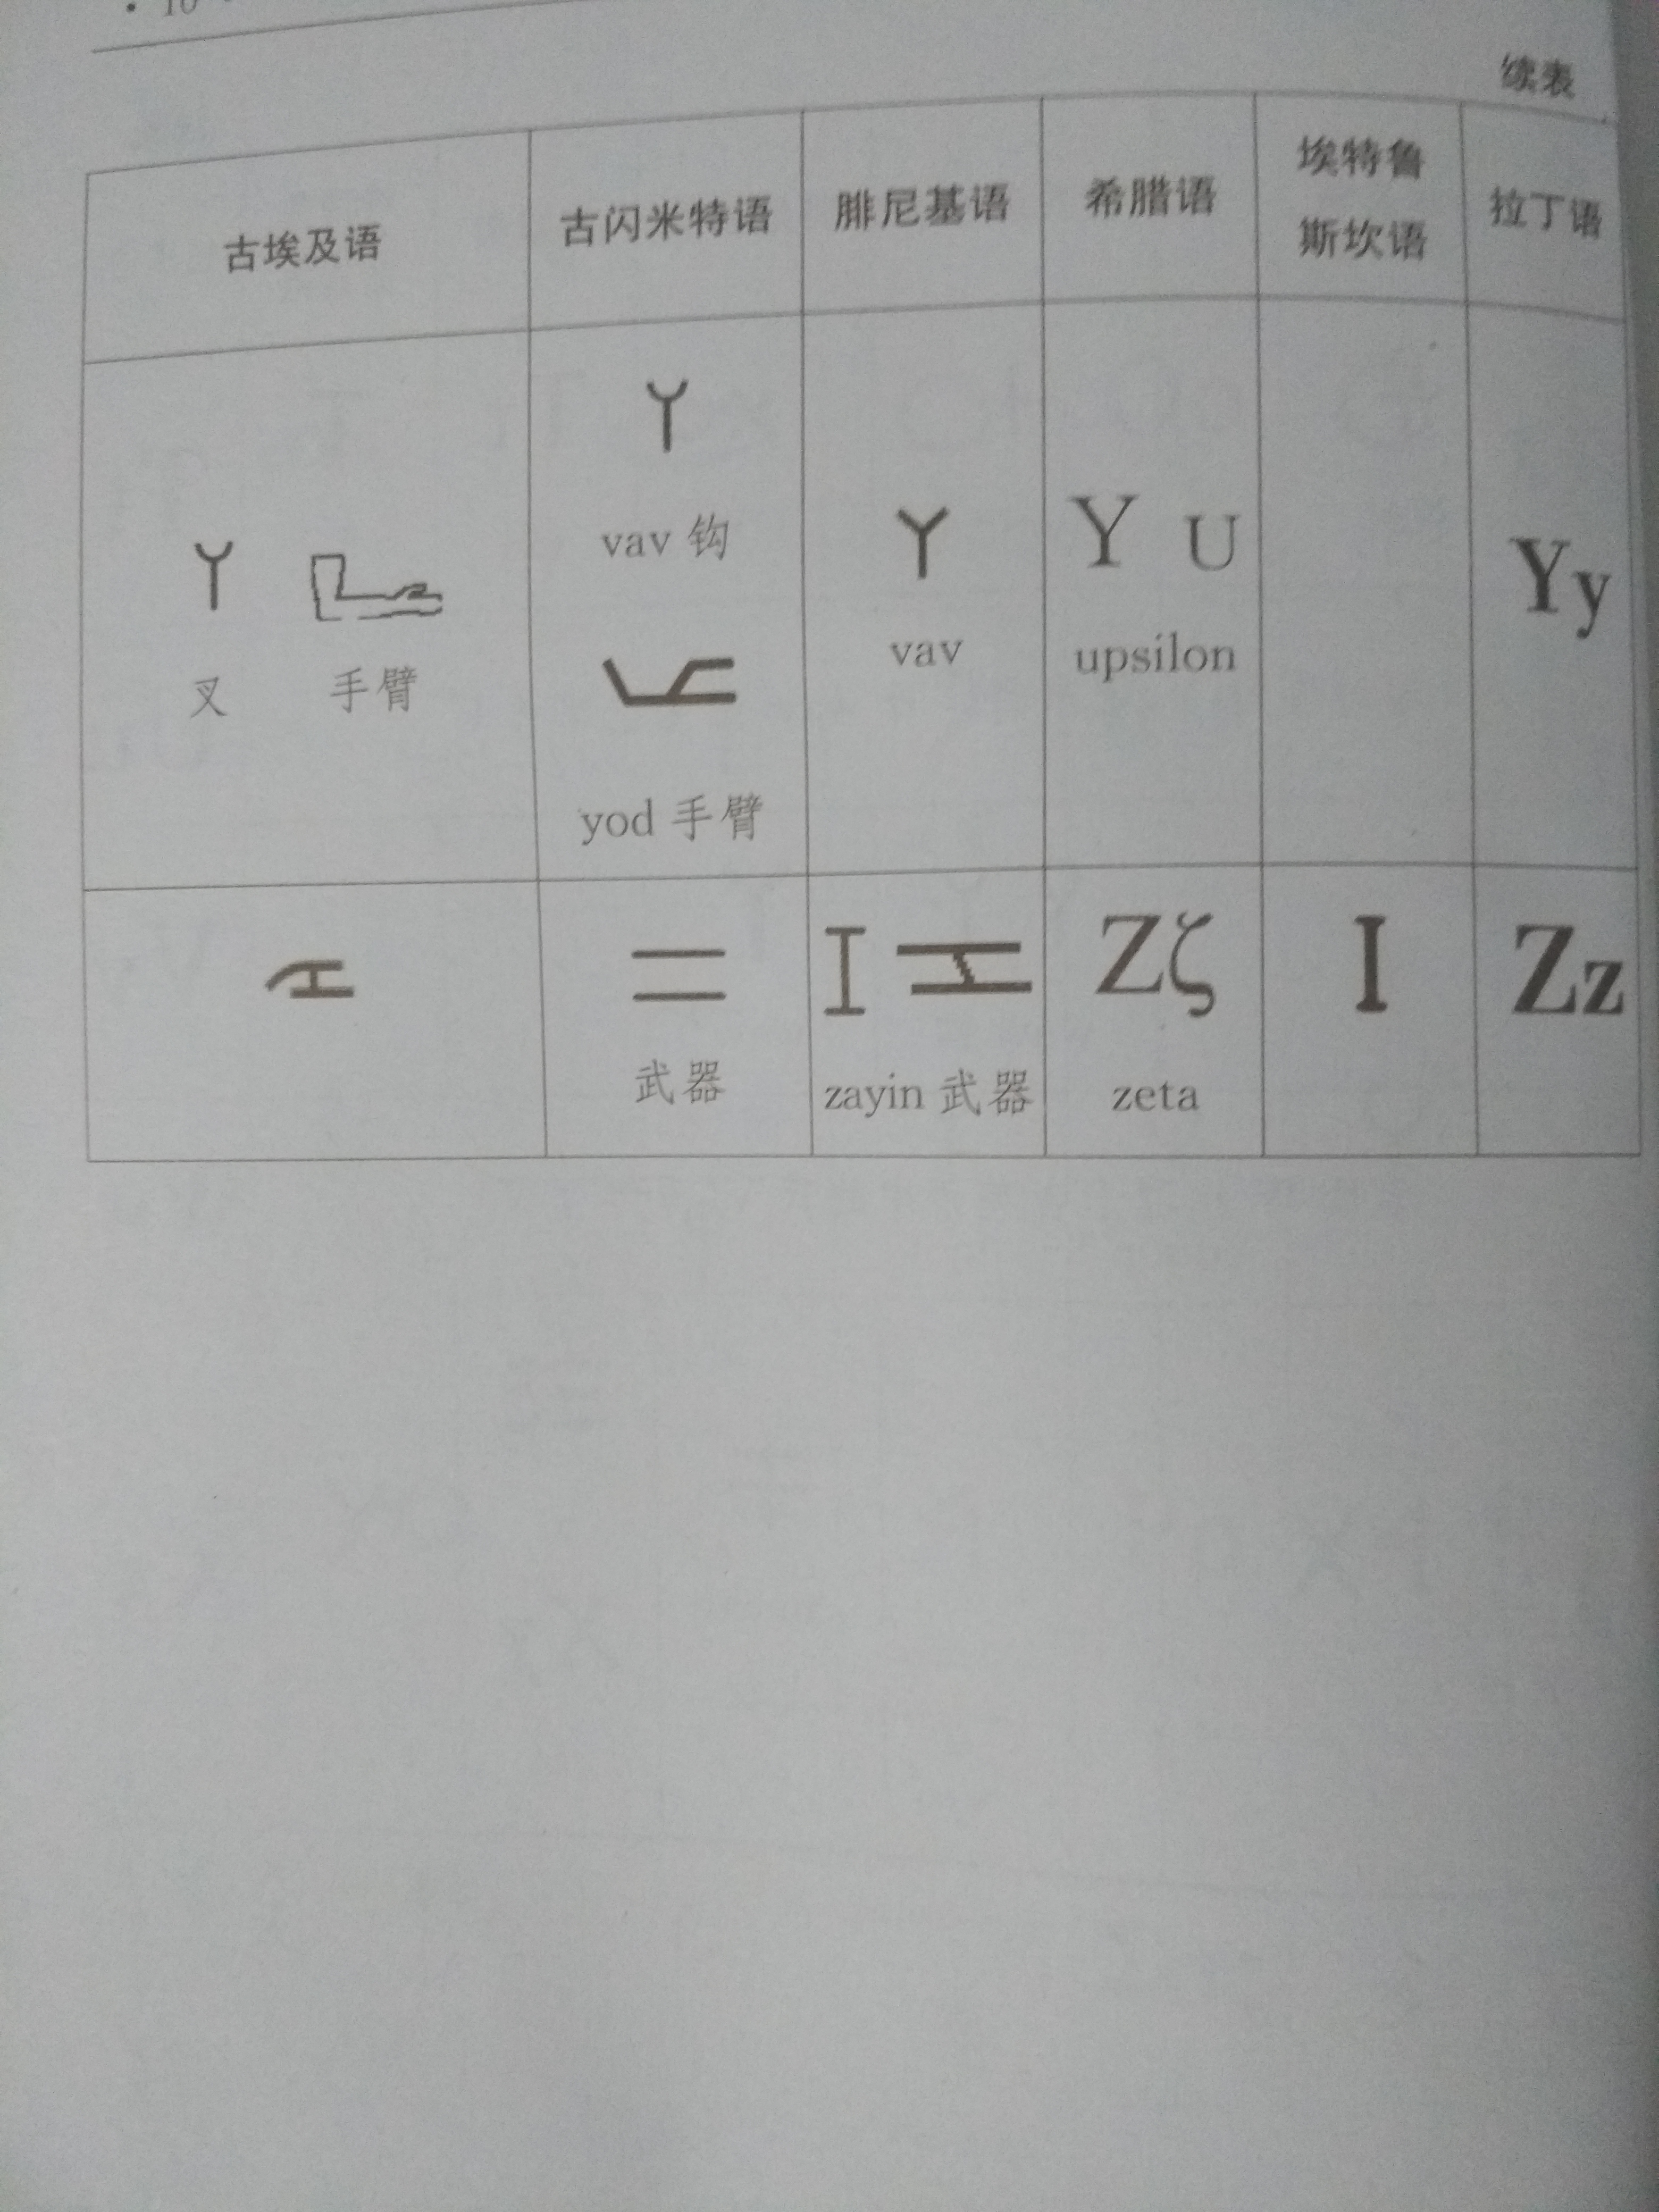 • 10
续表
古埃及语 古闪米特语 腓尼基语 希腊语 埃特鲁斯坎语 拉丁语
Y
vav 钩
Y Y Y U Yy
叉 手臂 vav upsilon
yod 手臂
I Zζ I Zz
武器 zayin 武器 zeta